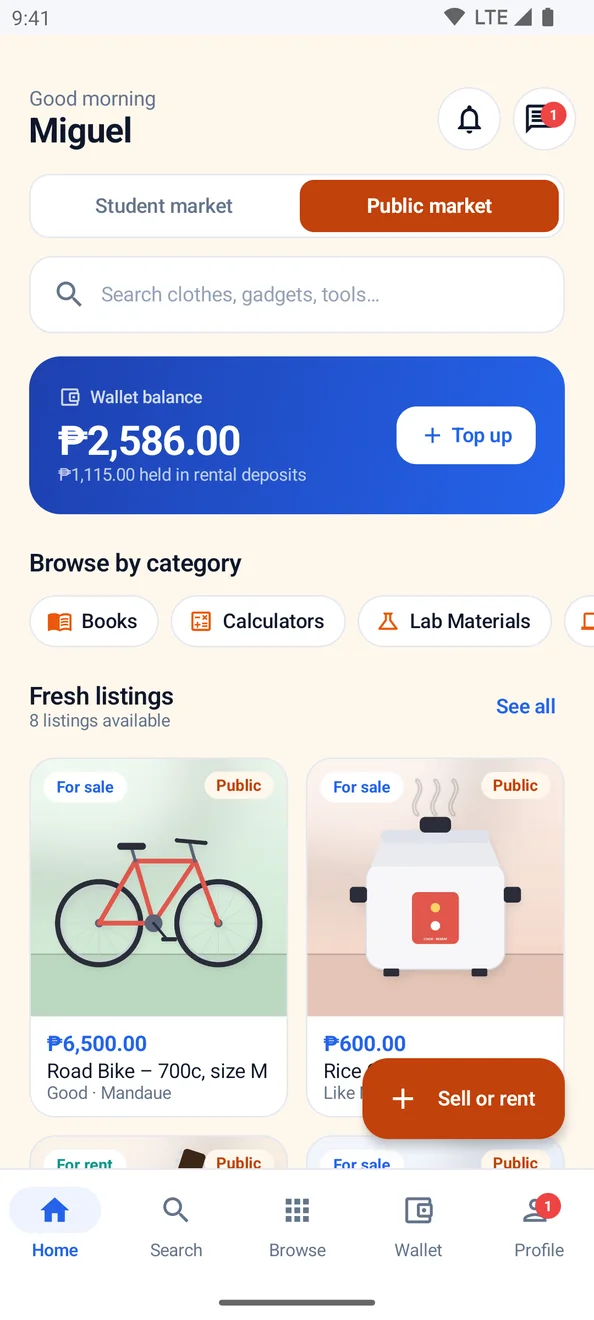 9:41
LTE
Good morning
Miguel
1
Student market
Public market
Search clothes, gadgets, tools...
Wallet balance
₱2,586.00
₱1,115.00 held in rental deposits
Top up
Browse by category
Books
Calculators
Lab Materials
Fresh listings
8 listings available
See all
For sale
Public
For sale
Public
₱6,500.00
Road Bike – 700c, size M
Good · Mandaue
₱600.00
Rice
Like
Sell or rent
For rent
Public
For sale
Public
1
Home
Search
Browse
Wallet
Profile